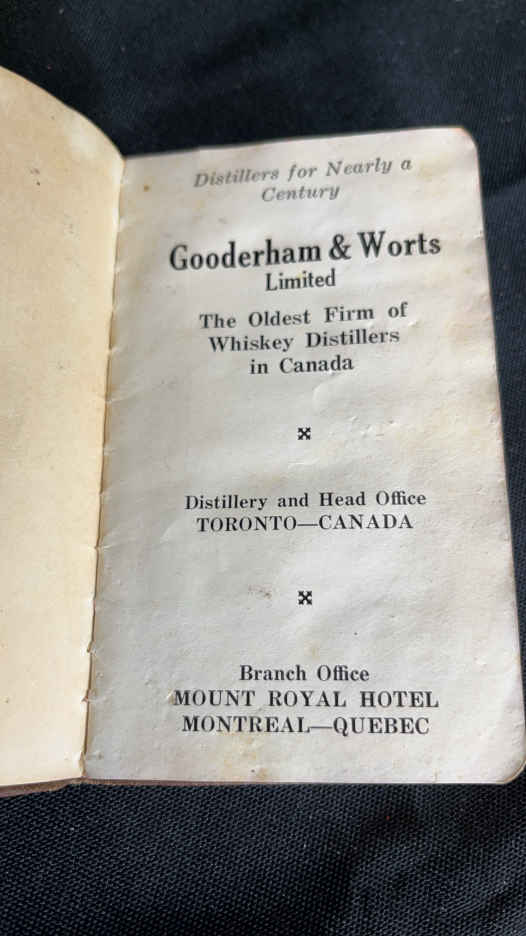 Distillers for Nearly a
Century
Gooderham & Worts
Limited
The Oldest Firm of
Whiskey Distillers
in Canada
Distillery and Head Office
TORONTO—CANADA
Branch Office
MOUNT ROYAL HOTEL
MONTREAL—QUEBEC